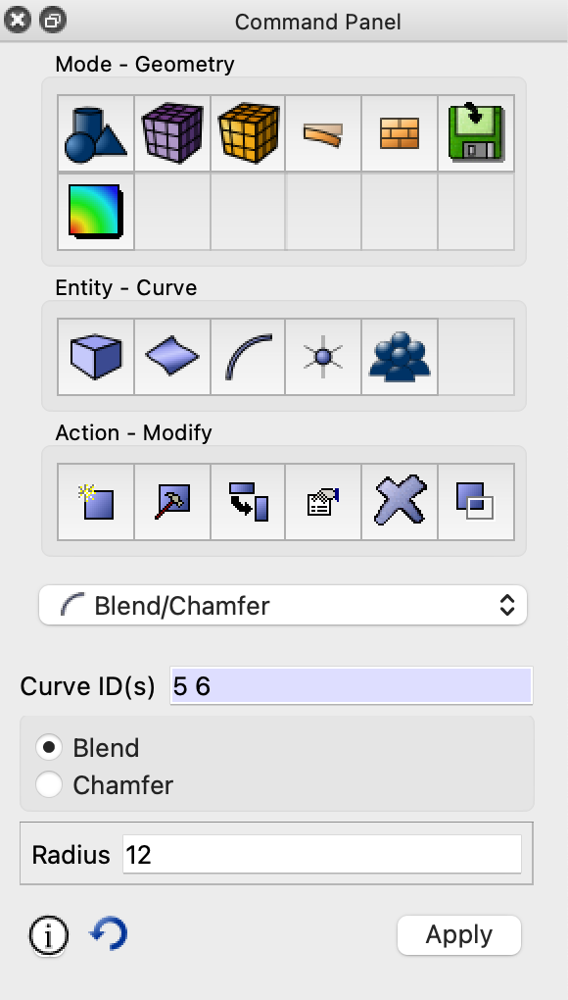 Command Panel
Mode - Geometry
Entity - Curve
Action - Modify
Blend/Chamfer
Curve ID(s) 5 6
Blend
Chamfer
Radius 12
Apply